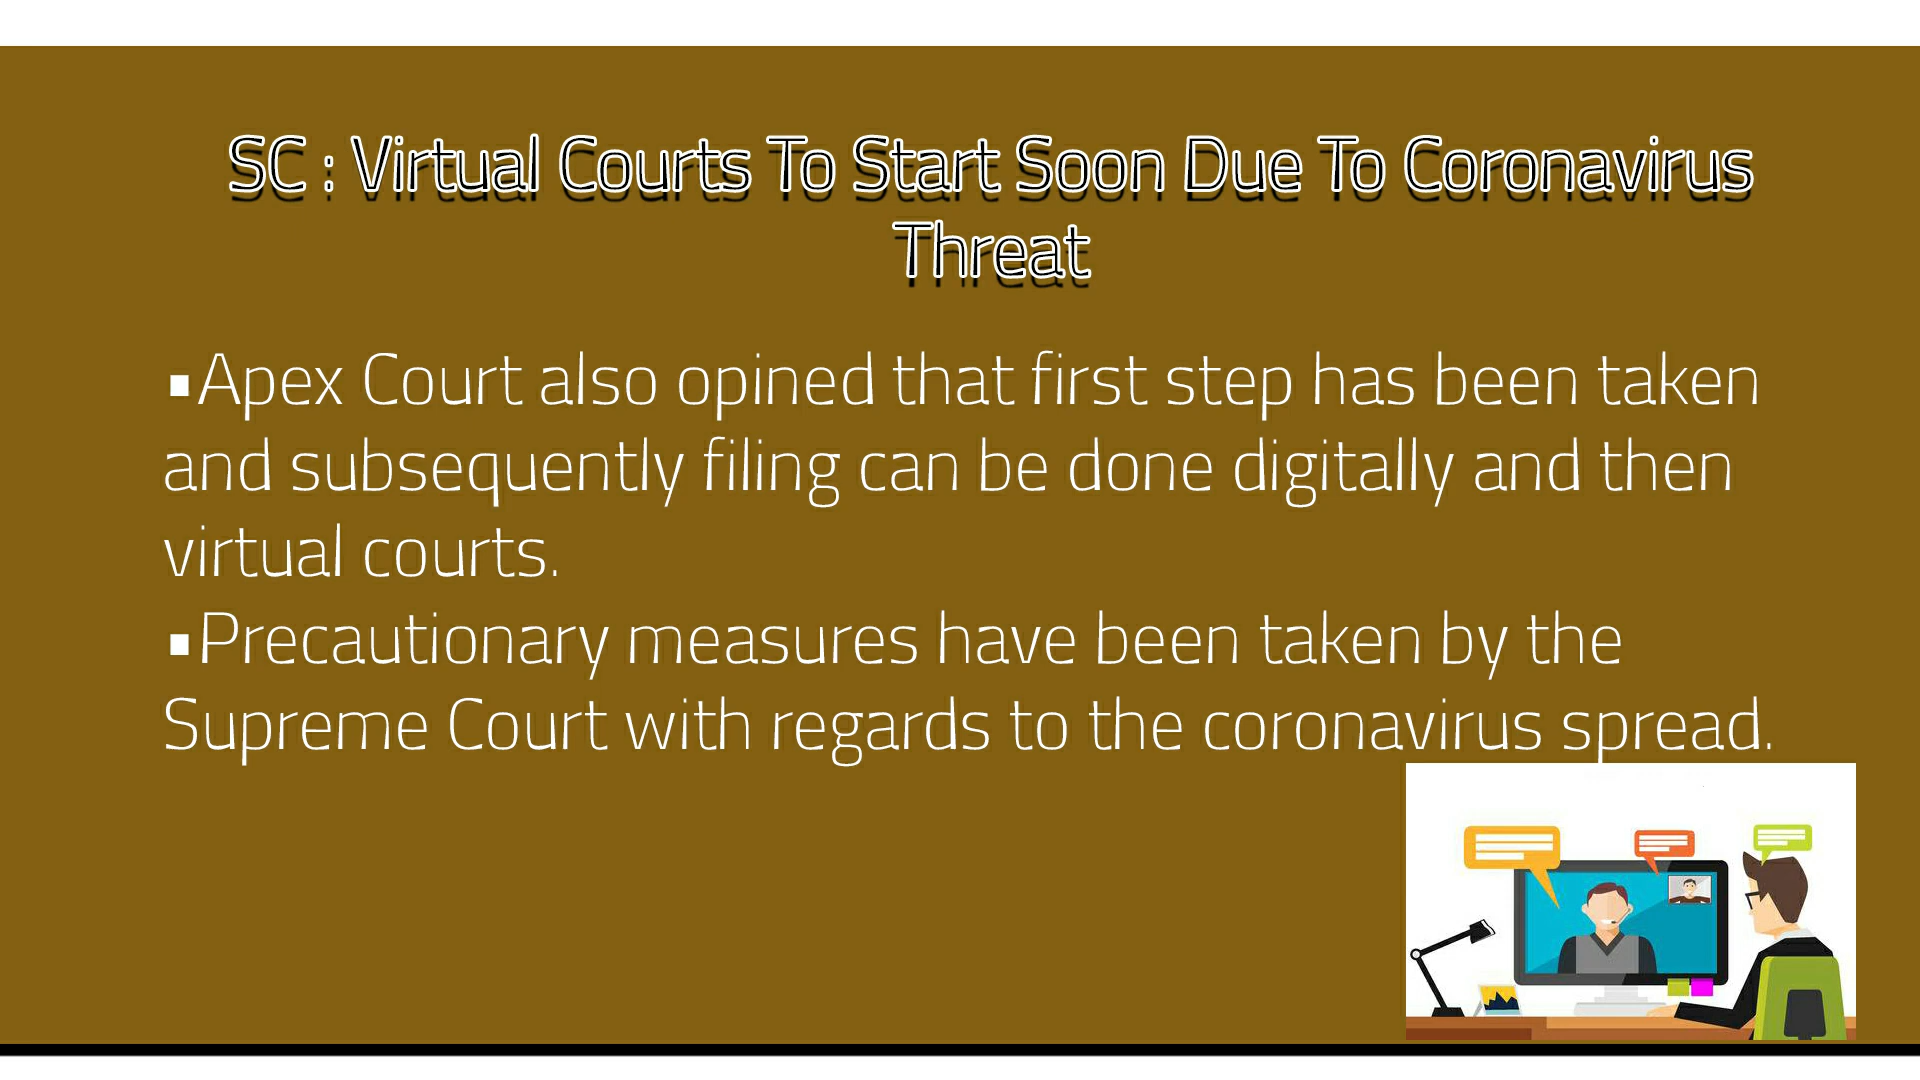 SC : Virtual Courts To Start Soon Due To Coronavirus
Threat
▪Apex Court also opined that first step has been taken
and subsequently filing can be done digitally and then
virtual courts.
▪Precautionary measures have been taken by the
Supreme Court with regards to the coronavirus spread.